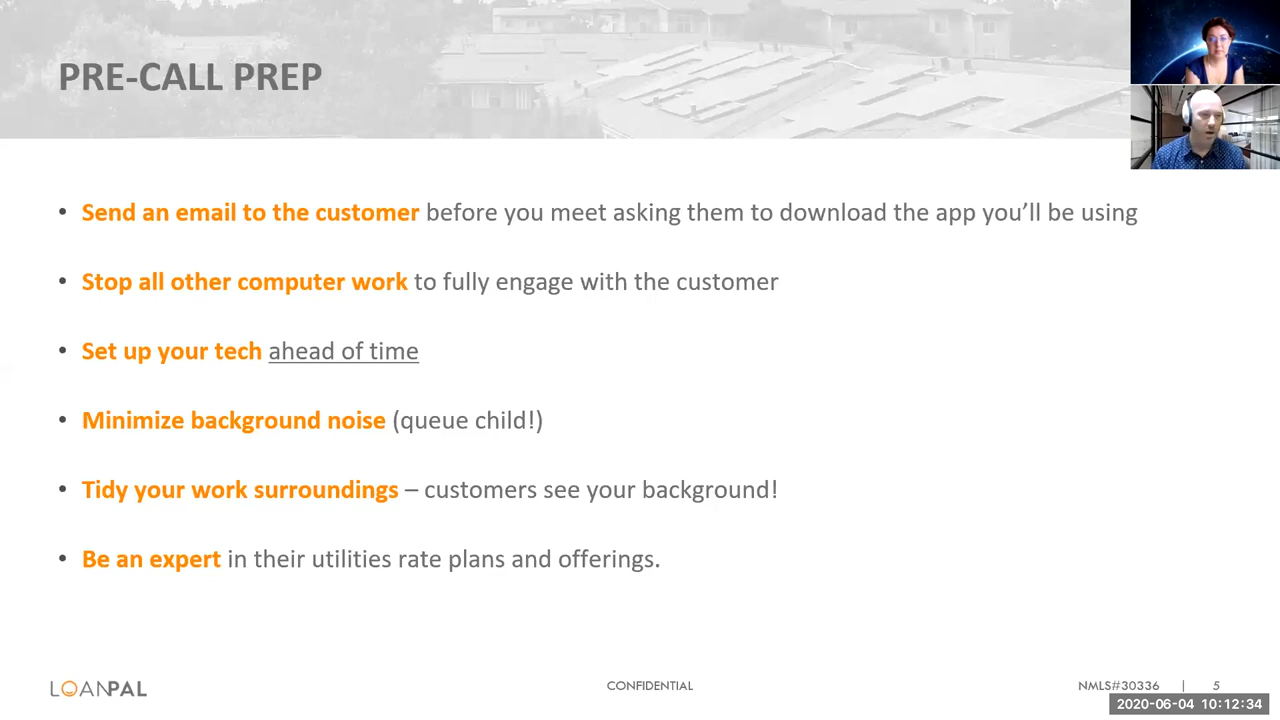 PRE-CALL PREP
• Send an email to the customer before you meet asking them to download the app you’ll be using
• Stop all other computer work to fully engage with the customer
• Set up your tech ahead of time
• Minimize background noise (queue child!)
• Tidy your work surroundings – customers see your background!
• Be an expert in their utilities rate plans and offerings.
LOANPAL
CONFIDENTIAL
NMLS#30336 | 5
2020-06-04 10:12:34